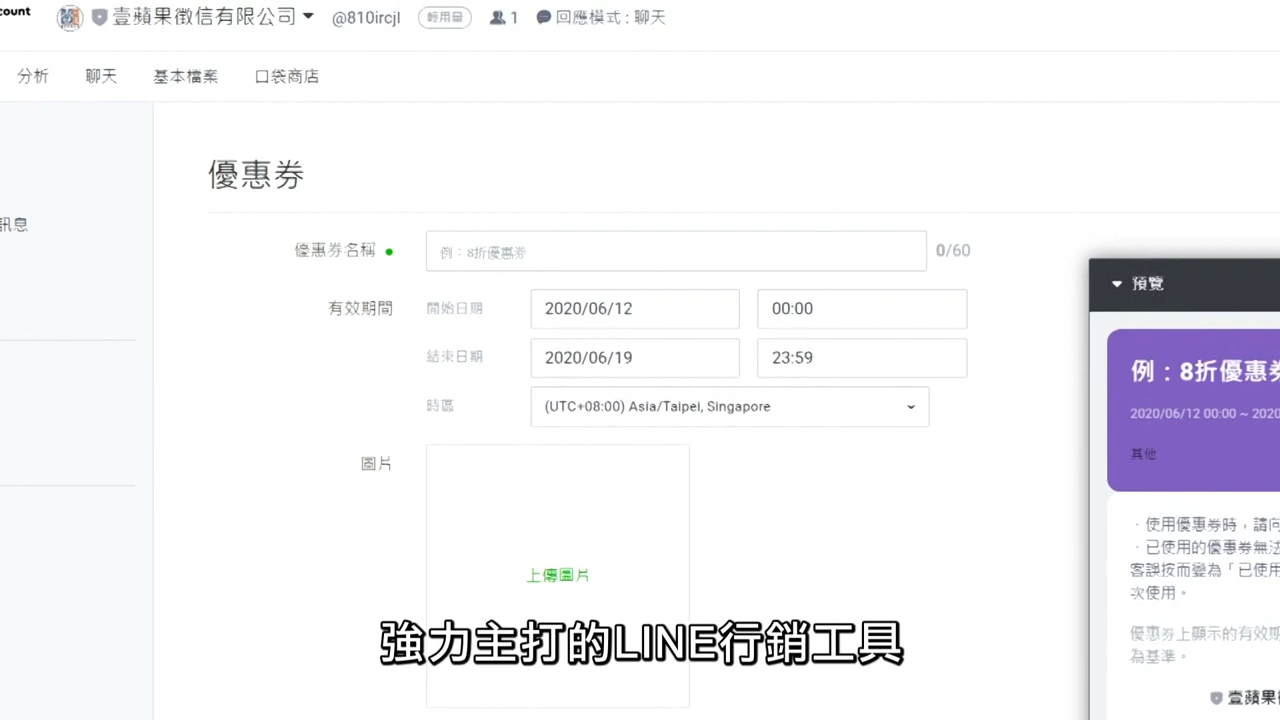 ount
壹蘋果徵信有限公司 @810ircjl 輕用量 1 回應模式 : 聊天
分析 聊天 基本檔案 口袋商店
訊息
優惠券
優惠券名稱 例：8折優惠券 0/60
有效期間 開始日期 2020/06/12 00:00
結束日期 2020/06/19 23:59
時區 (UTC+08:00) Asia/Taipei, Singapore
圖片
上傳圖片
預覽
例：8折優惠券
2020/06/12 00:00 ~ 2020
其他
· 使用優惠券時，請向
· 已使用的優惠券無法
客誤按而變為「已使用
次使用。
優惠券上顯示的有效期
為基準。
壹蘋果徵
強力主打的LINE行銷工具